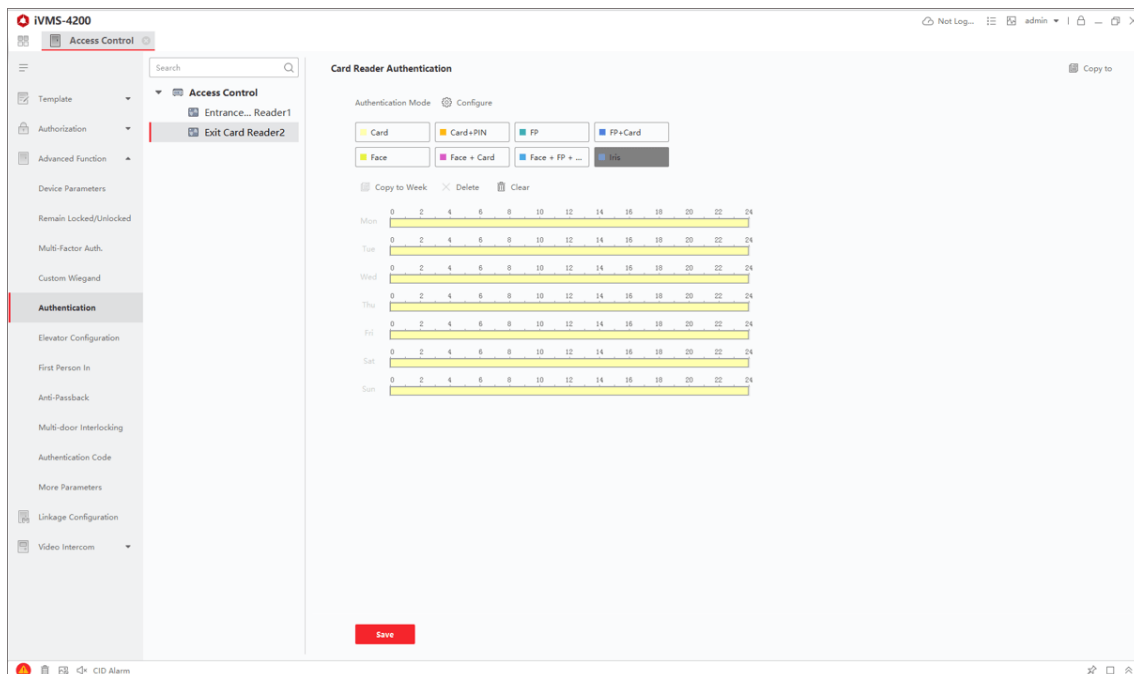 iVMS-4200
Not Log... admin
Access Control
Search
Card Reader Authentication
Copy to
Template
Authorization
Advanced Function
Device Parameters
Remain Locked/Unlocked
Multi-Factor Auth.
Custom Wiegand
Authentication
Elevator Configuration
First Person In
Anti-Passback
Multi-door Interlocking
Authentication Code
More Parameters
Linkage Configuration
Video Intercom
Access Control
Entrance... Reader1
Exit Card Reader2
Authentication Mode Configure
Card Card+PIN FP FP+Card
Face Face + Card Face + FP + ... Iris
Copy to Week Delete Clear
0 2 4 6 8 10 12 14 16 18 20 22 24
Mon
0 2 4 6 8 10 12 14 16 18 20 22 24
Tue
0 2 4 6 8 10 12 14 16 18 20 22 24
Wed
0 2 4 6 8 10 12 14 16 18 20 22 24
Thu
0 2 4 6 8 10 12 14 16 18 20 22 24
Fri
0 2 4 6 8 10 12 14 16 18 20 22 24
Sat
0 2 4 6 8 10 12 14 16 18 20 22 24
Sun
Save
CID Alarm